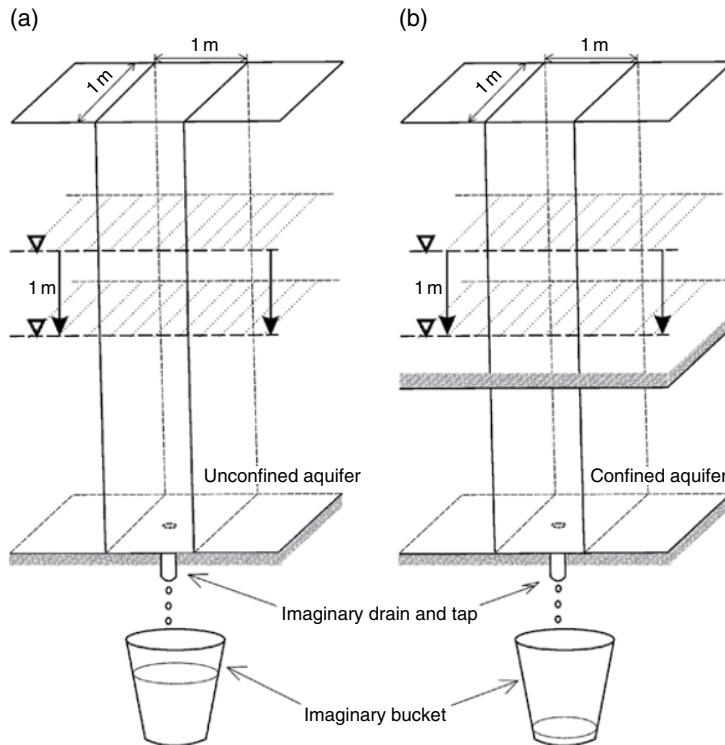 (a)
1 m
1 m
1 m
Unconfined aquifer
(b)
1 m
1 m
1 m
Confined aquifer
Imaginary drain and tap
Imaginary bucket